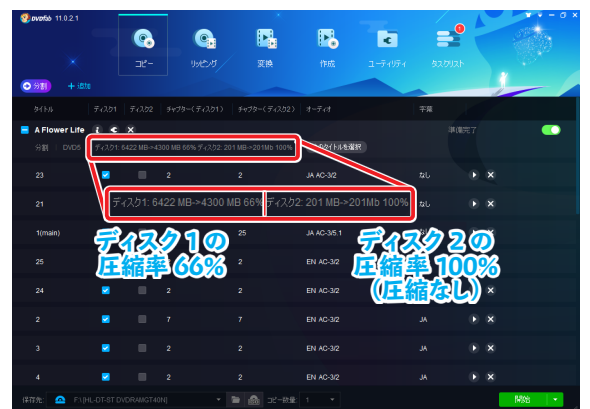 DVDFab 11.0.2.1
コピー
リッピング
変換
作成
ユーティリティ
タスクリスト
分割
+ 追加
タイトル ディスク1 ディスク2 チャプター(ディスク1) チャプター(ディスク2) オーディオ 字幕
A Flower Life 準備完了
分割 DVD5 ディスク1: 6422 MB->4300 MB 66% ディスク2: 201 MB->201Mb 100% タイトルを選択
23 2 2 JA AC-3/2 なし
ディスク1: 6422 MB->4300 MB 66% ディスク2: 201 MB->201Mb 100%
21 なし
1(main) 25 JA AC-3/5.1
ディスク1の
圧縮率 66%
ディスク2の
圧縮率 100%
(圧縮なし)
25 2 EN AC-3/2
24 2 2 EN AC-3/2
2 7 7 EN AC-3/2 JA
3 2 2 EN AC-3/2 JA
4 2 2 EN AC-3/2 JA
保存先: F:\(HL-DT-ST DVDRAMGT40N) コピー数量 1 開始